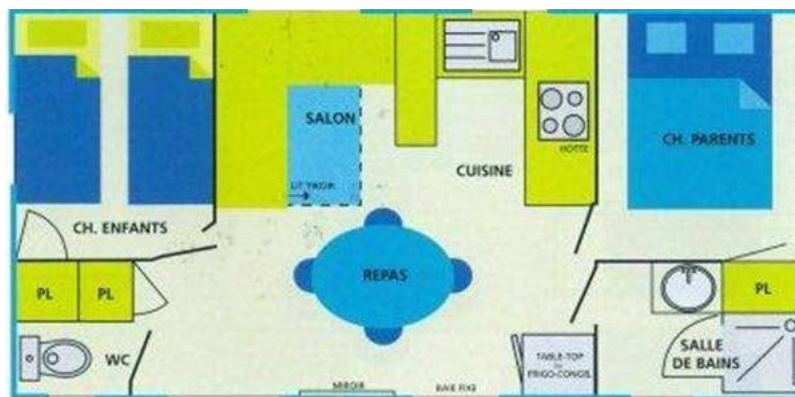 SALON
CH. PARENTS
HOTTE
CUISINE
LIT TIROIR
CH. ENFANTS
REPAS
PL
PL
PL
WC
SALLE
DE BAINS
TABLE-TOP
FRIGO-CONGEL
MIROIR
BAIE FIXE